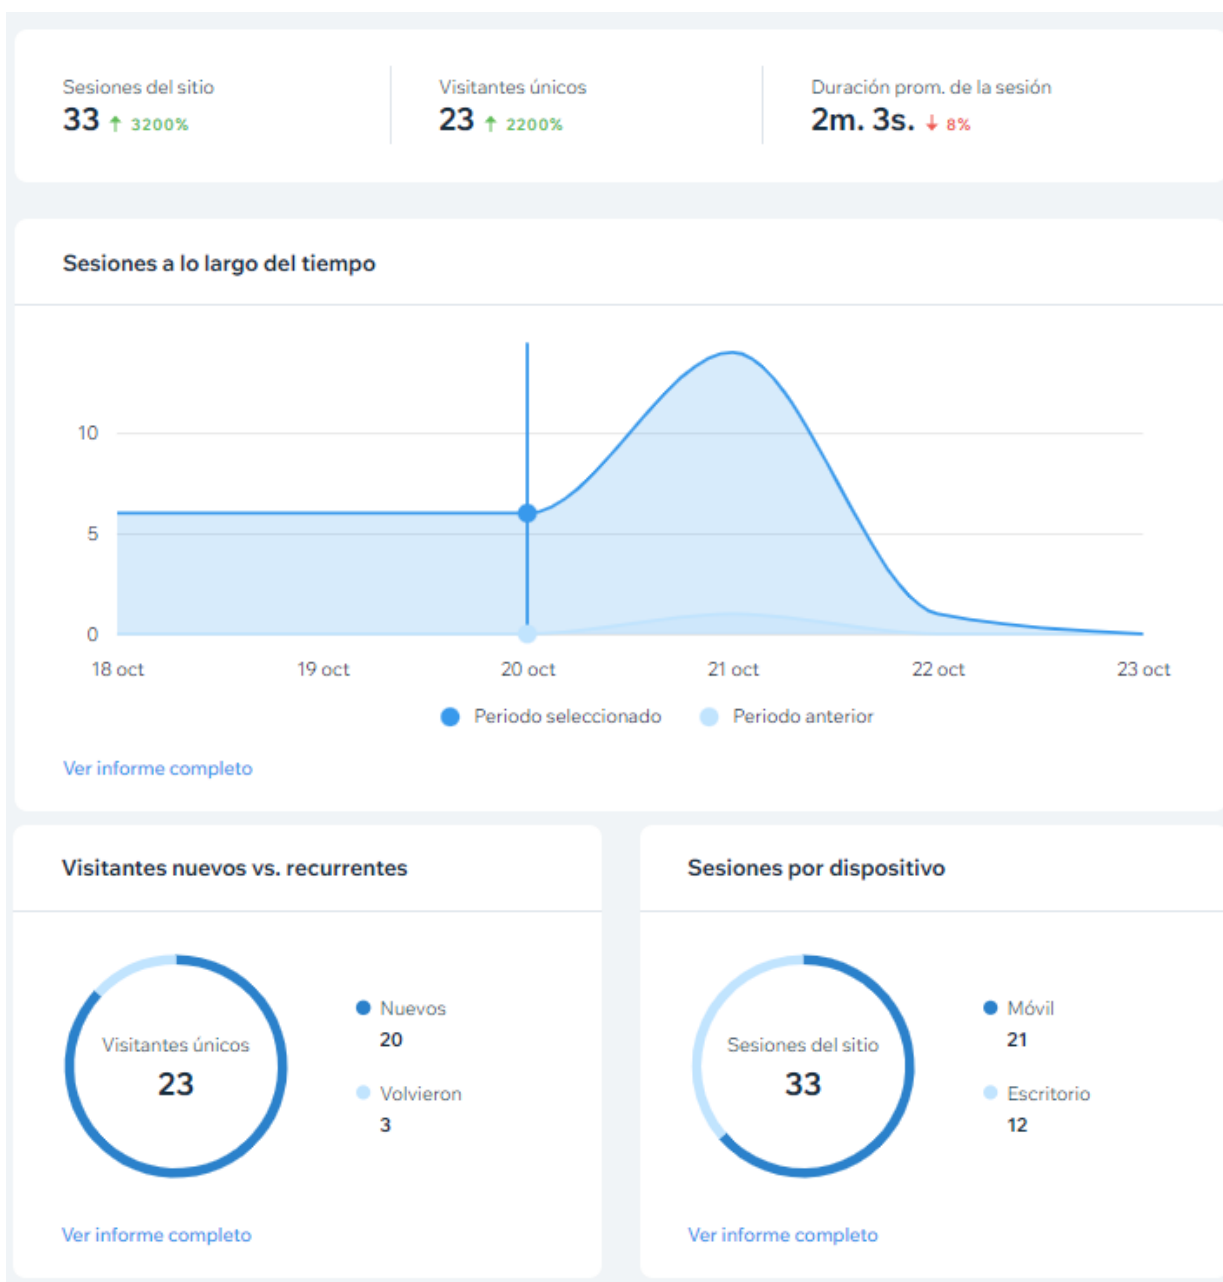 Sesiones del sitio
33 ↑ 3200%
Visitantes únicos
23 ↑ 2200%
Duración prom. de la sesión
2m. 3s. ↓ 8%
Sesiones a lo largo del tiempo
10
5
0
18 oct 19 oct 20 oct 21 oct 22 oct 23 oct
Periodo seleccionado Periodo anterior
Ver informe completo
Visitantes nuevos vs. recurrentes
Visitantes únicos
23
Nuevos
20
Volvieron
3
Ver informe completo
Sesiones por dispositivo
Sesiones del sitio
33
Móvil
21
Escritorio
12
Ver informe completo